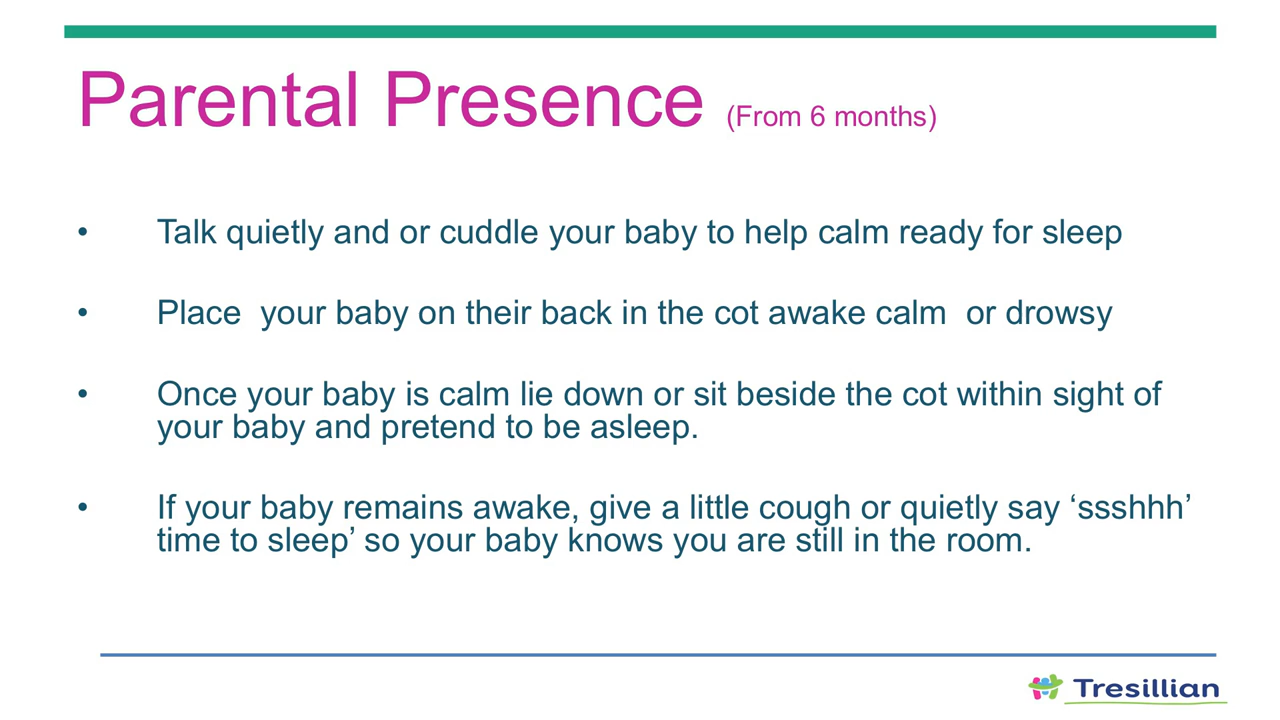 Parental Presence (From 6 months)
• Talk quietly and or cuddle your baby to help calm ready for sleep
• Place  your baby on their back in the cot awake calm  or drowsy
• Once your baby is calm lie down or sit beside the cot within sight of
your baby and pretend to be asleep.
• If your baby remains awake, give a little cough or quietly say ‘ssshhh’
time to sleep’ so your baby knows you are still in the room.
Tresillian